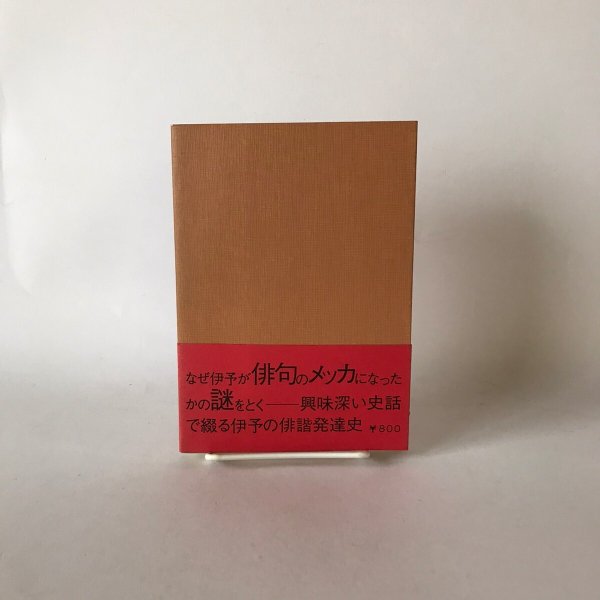 なぜ伊予が俳句のメッカになった
かの謎をとく――興味深い史話
で綴る伊予の俳諧発達史 ¥800